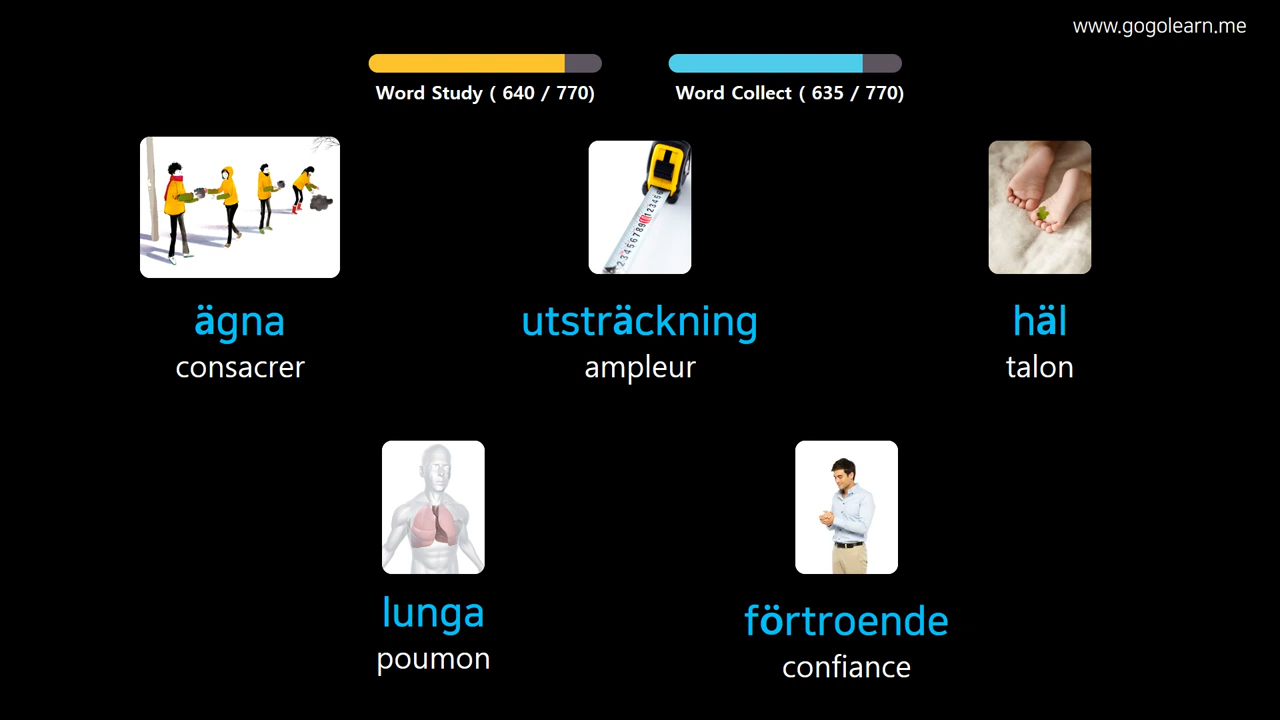 www.gogolearn.me
Word Study ( 640 / 770)
Word Collect ( 635 / 770)
ägna
consacrer
utsträckning
ampleur
häl
talon
lunga
poumon
förtroende
confiance